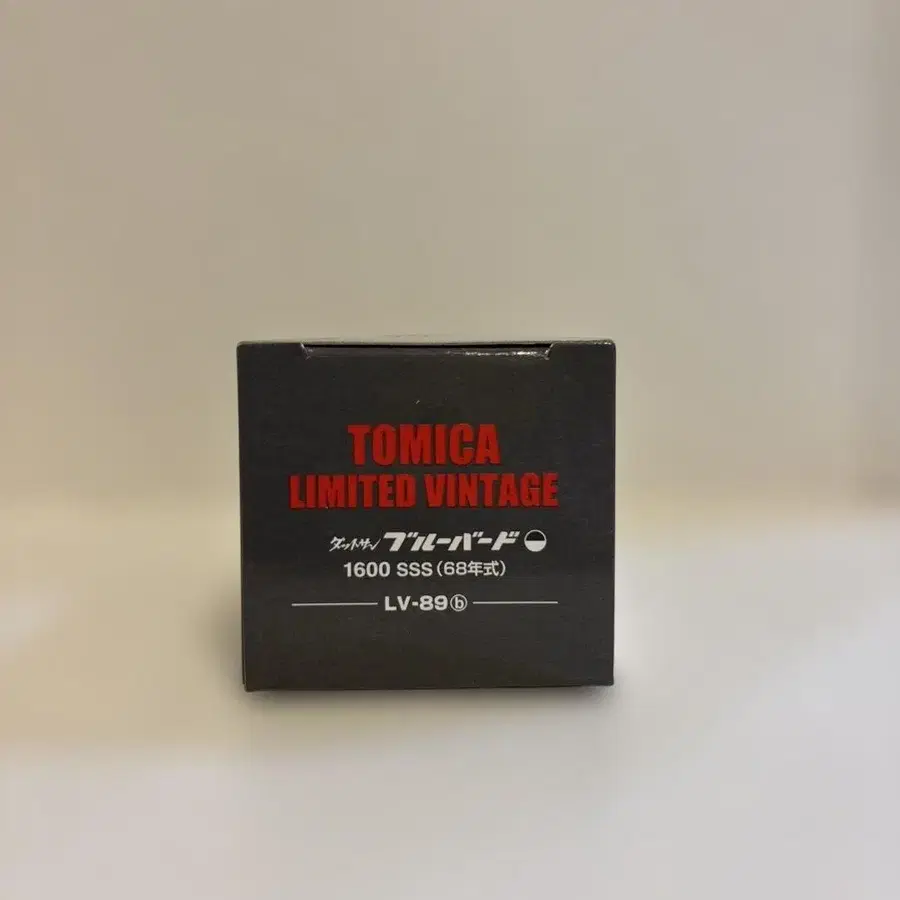 TOMICA
LIMITED VINTAGE
ダットサン ブルーバード
1600 SSS(68年式)
LV-89ⓑ